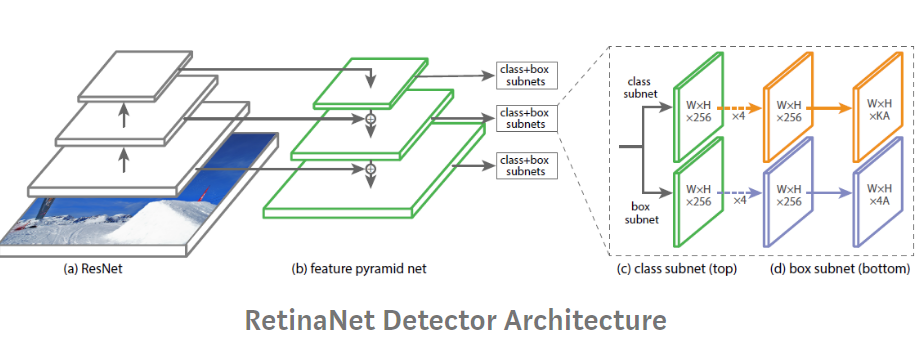 class+box
subnets
class+box
subnets
class+box
subnets
class
subnet
W×H
×256
×4
W×H
×256
W×H
×KA
box
subnet
W×H
×256
×4
W×H
×256
W×H
×4A
(a) ResNet
(b) feature pyramid net
(c) class subnet (top)
(d) box subnet (bottom)
RetinaNet Detector Architecture